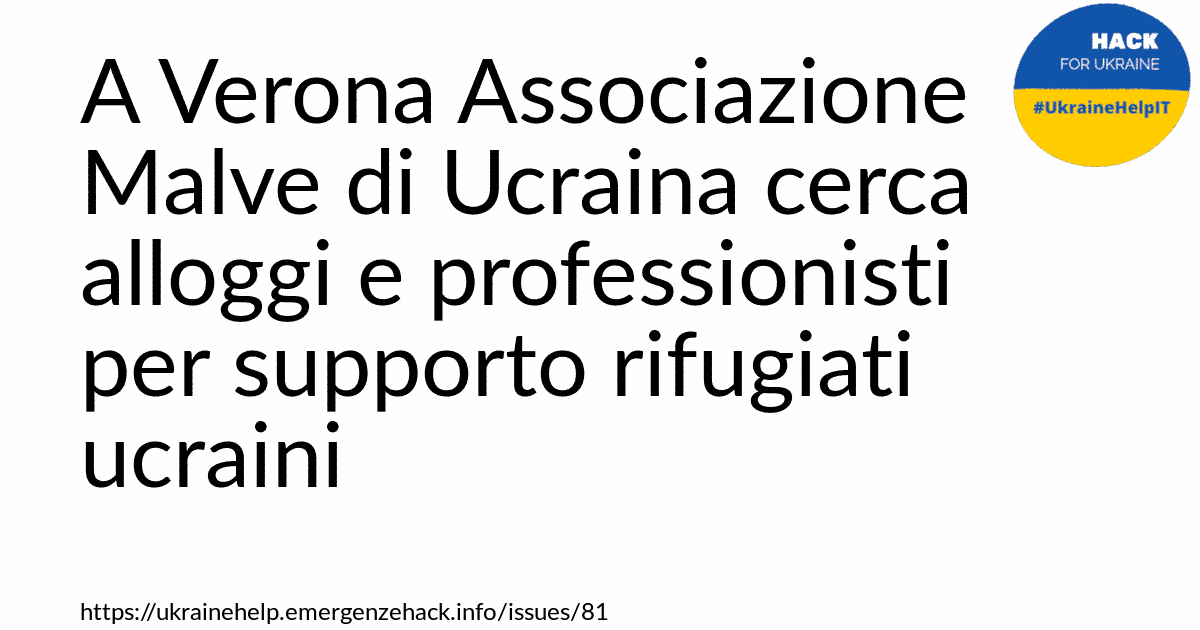 HACK
FOR UKRAINE
#UkraineHelpIT
A Verona Associazione
Malve di Ucraina cerca
alloggi e professionisti
per supporto rifugiati
ucraini
https://ukrainehelp.emergenzehack.info/issues/81